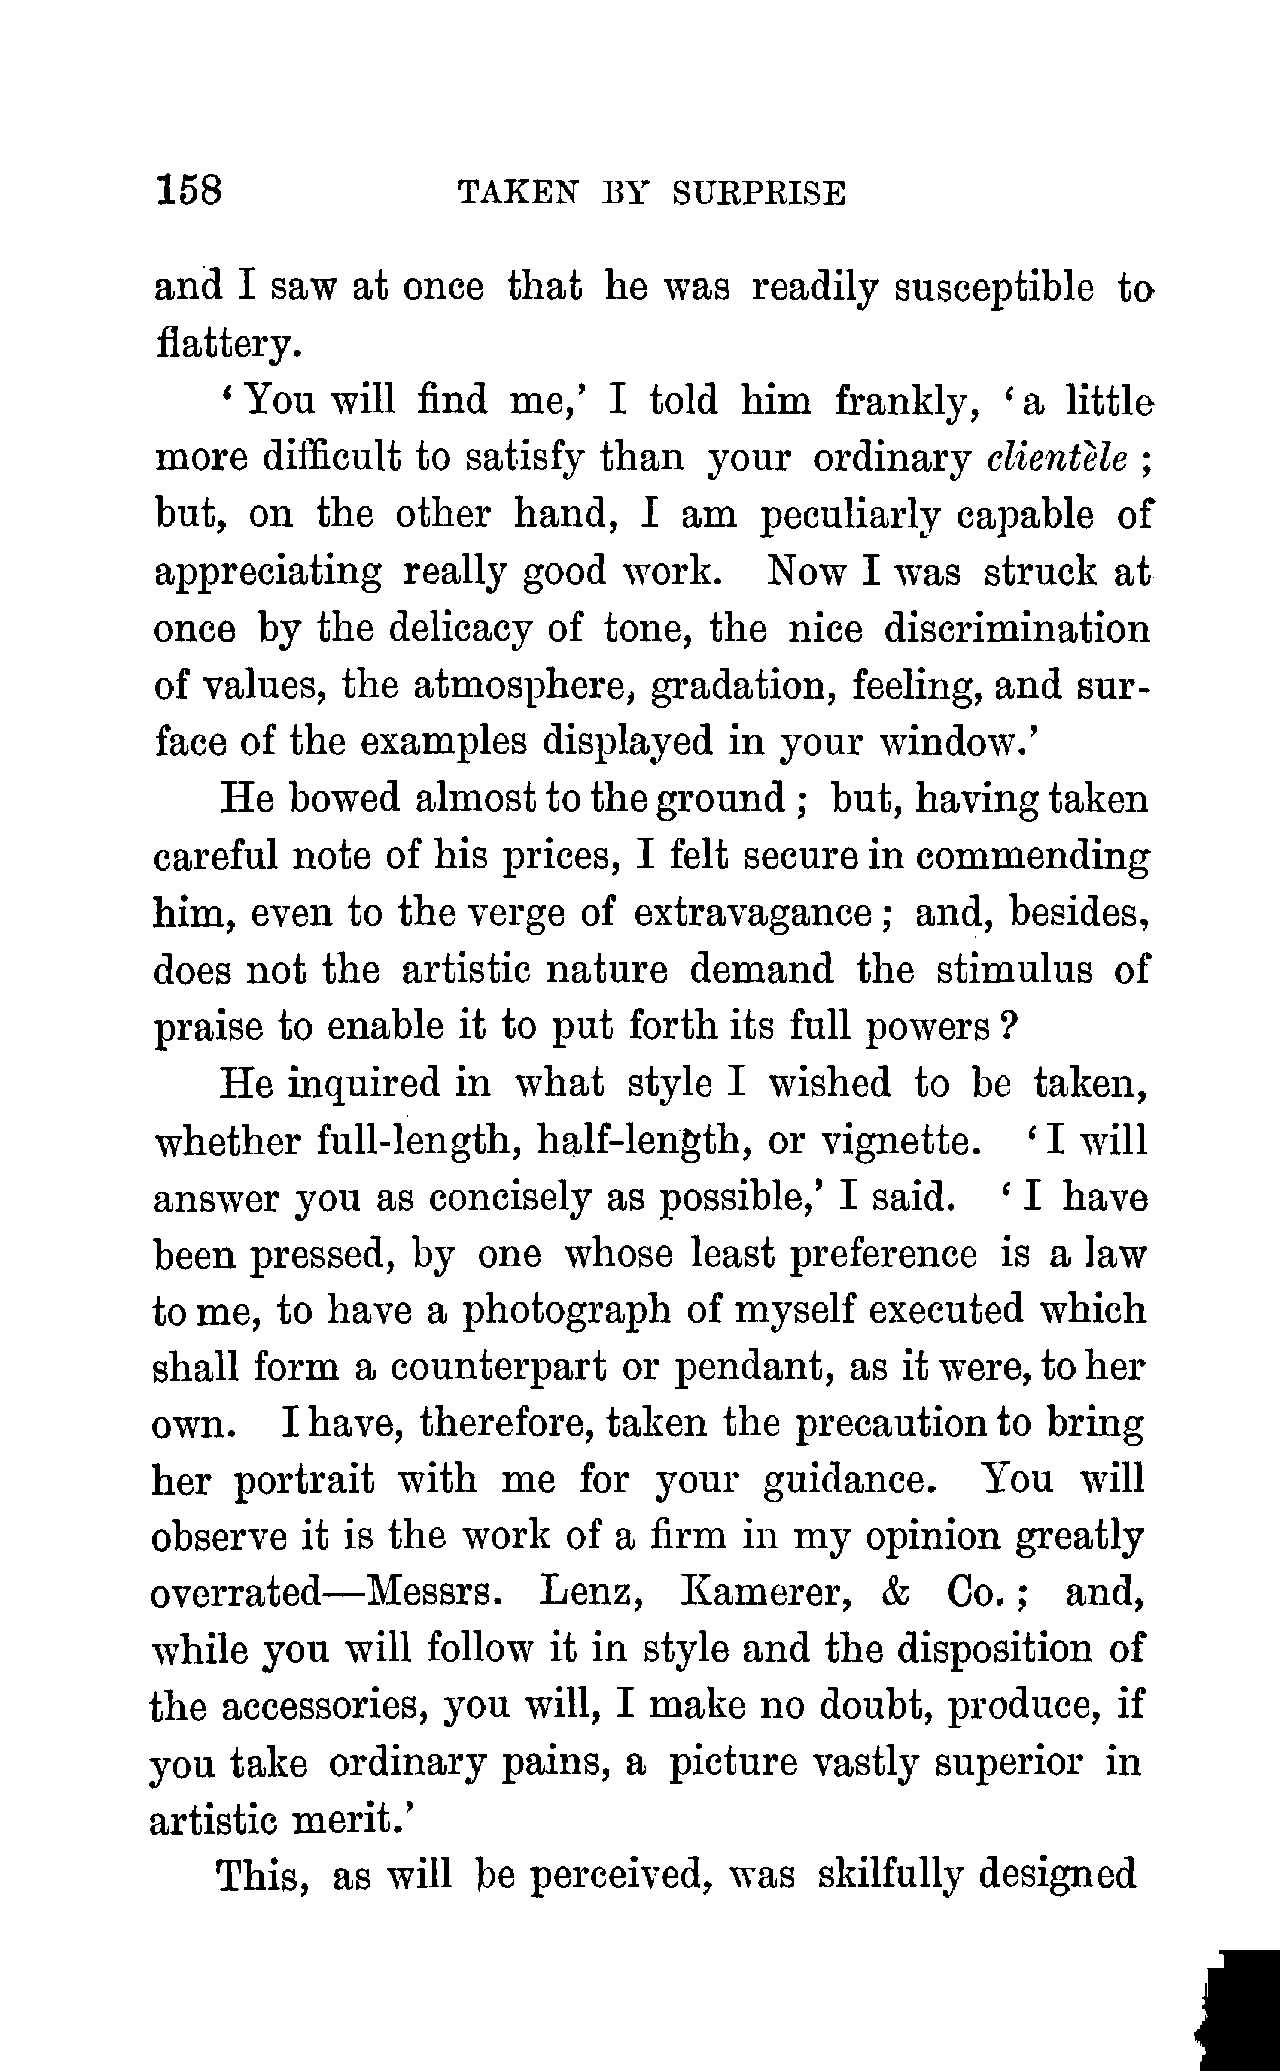 158 TAKEN BY SURPRISE
and I saw at once that he was readily susceptible to
flattery.
‘ You will find me,’ I told him frankly, ‘ a little
more difficult to satisfy than your ordinary clientèle ;
but, on the other hand, I am peculiarly capable of
appreciating really good work. Now I was struck at
once by the delicacy of tone, the nice discrimination
of values, the atmosphere, gradation, feeling, and sur-
face of the examples displayed in your window.’
He bowed almost to the ground ; but, having taken
careful note of his prices, I felt secure in commending
him, even to the verge of extravagance ; and, besides,
does not the artistic nature demand the stimulus of
praise to enable it to put forth its full powers ?
He inquired in what style I wished to be taken,
whether full-length, half-length, or vignette. ‘ I will
answer you as concisely as possible,’ I said. ‘ I have
been pressed, by one whose least preference is a law
to me, to have a photograph of myself executed which
shall form a counterpart or pendant, as it were, to her
own. I have, therefore, taken the precaution to bring
her portrait with me for your guidance. You will
observe it is the work of a firm in my opinion greatly
overrated—Messrs. Lenz, Kamerer, & Co. ; and,
while you will follow it in style and the disposition of
the accessories, you will, I make no doubt, produce, if
you take ordinary pains, a picture vastly superior in
artistic merit.’
This, as will be perceived, was skilfully designed